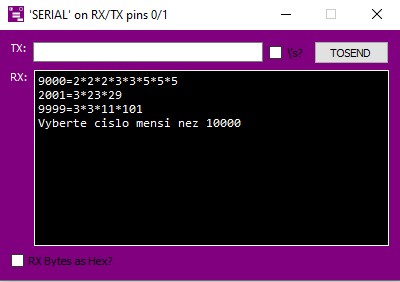 'SERIAL' on RX/TX pins 0/1
TX:
\'s?
TOSEND
RX:
9000=2*2*2*3*3*5*5*5
2001=3*23*29
9999=3*3*11*101
Vyberte cislo mensi nez 10000
RX Bytes as Hex?